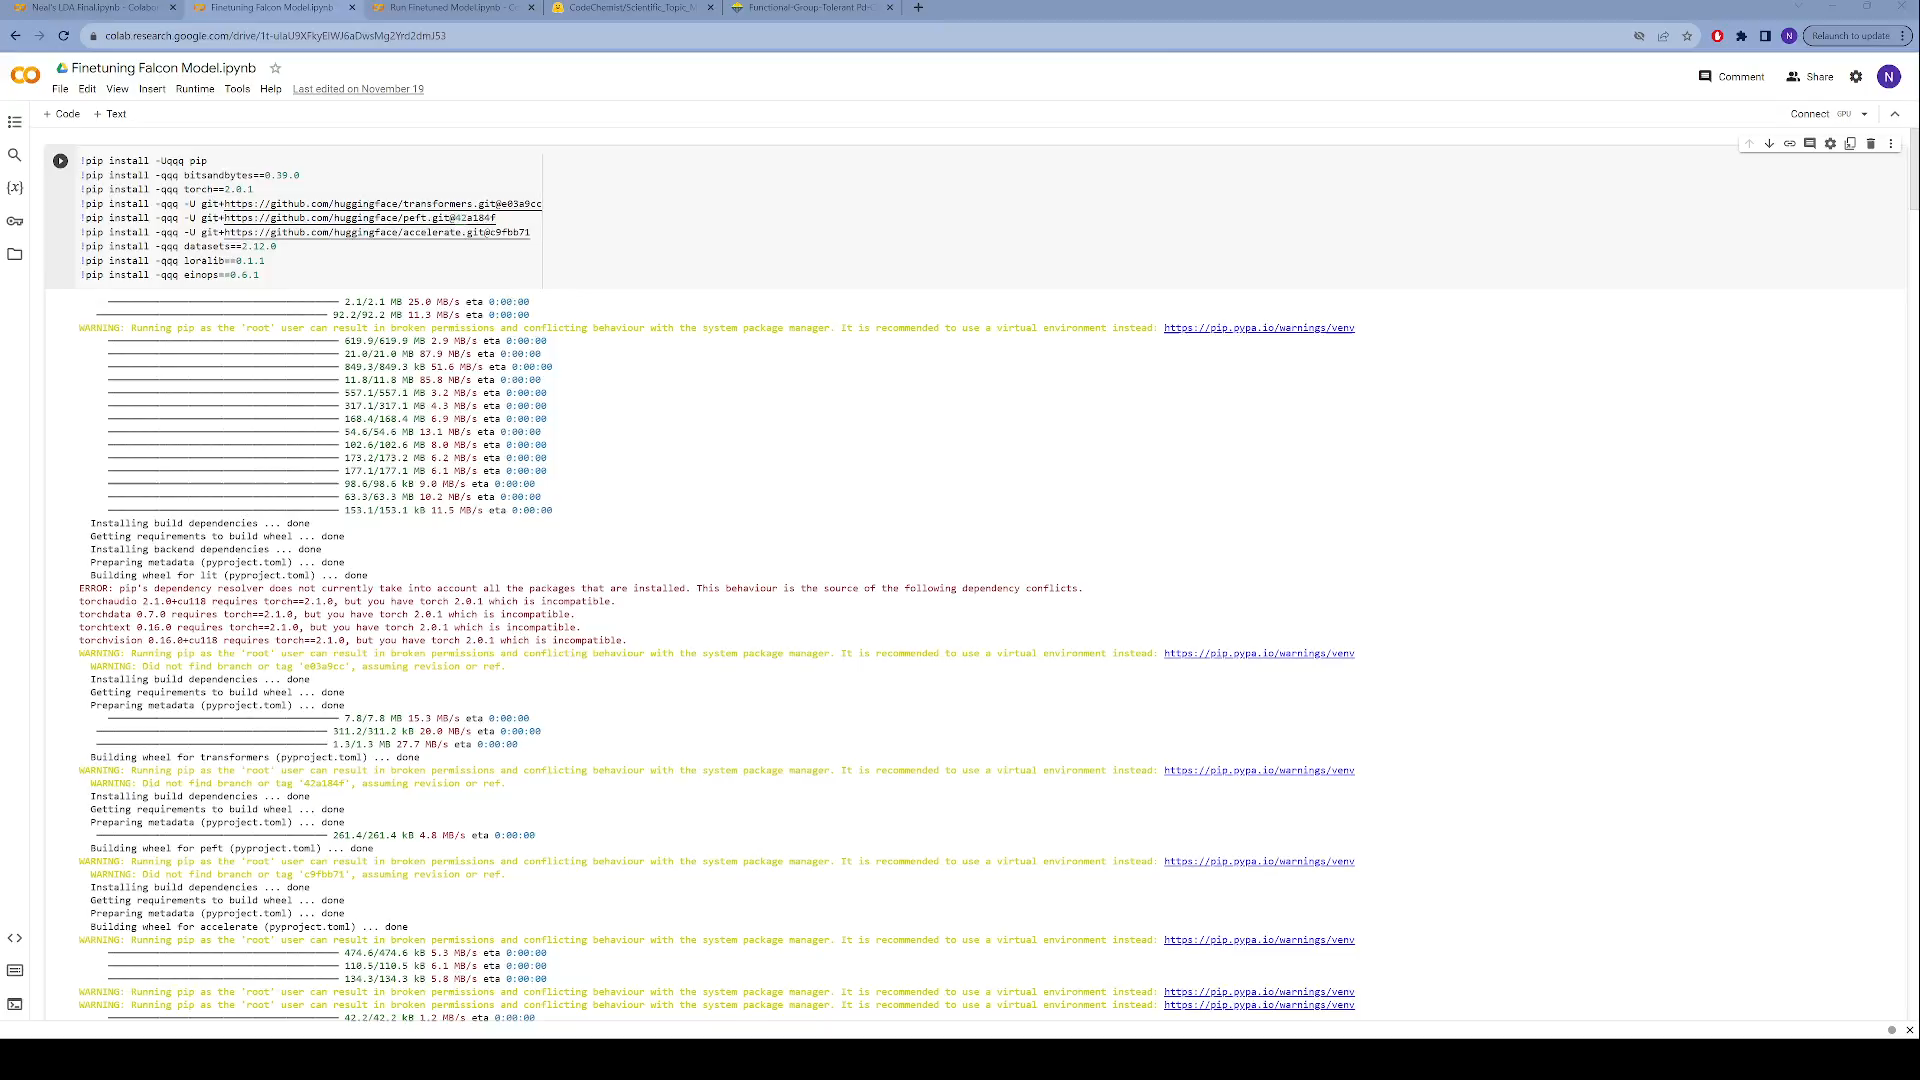 Neal's LDA Final.ipynb - Colabo
Finetuning Falcon Model.ipynb
Run Finetuned Model.ipynb - C
CodeChemist/Scientific_Topic_M
Functional-Group-Tolerant Pd-C
colab.research.google.com/drive/1t-ulaU9XFkyElWJ6aDwsMg2Yrd2dmJ53
N
Relaunch to update
CO
Finetuning Falcon Model.ipynb
Comment
Share
N
File Edit View Insert Runtime Tools Help Last edited on November 19
+ Code + Text
Connect GPU
!pip install -Uqqq pip
!pip install -qqq bitsandbytes==0.39.0
!pip install -qqq torch==2.0.1
!pip install -qqq -U git+https://github.com/huggingface/transformers.git@e03a9cc
!pip install -qqq -U git+https://github.com/huggingface/peft.git@42a184f
!pip install -qqq -U git+https://github.com/huggingface/accelerate.git@c9fbb71
!pip install -qqq datasets==2.12.0
!pip install -qqq loralib==0.1.1
!pip install -qqq einops==0.6.1
2.1/2.1 MB 25.0 MB/s eta 0:00:00
92.2/92.2 MB 11.3 MB/s eta 0:00:00
WARNING: Running pip as the 'root' user can result in broken permissions and conflicting behaviour with the system package manager. It is recommended to use a virtual environment instead: https://pip.pypa.io/warnings/venv
619.9/619.9 MB 2.9 MB/s eta 0:00:00
21.0/21.0 MB 87.9 MB/s eta 0:00:00
849.3/849.3 kB 51.6 MB/s eta 0:00:00
11.8/11.8 MB 85.8 MB/s eta 0:00:00
557.1/557.1 MB 3.2 MB/s eta 0:00:00
317.1/317.1 MB 4.3 MB/s eta 0:00:00
168.4/168.4 MB 6.9 MB/s eta 0:00:00
54.6/54.6 MB 13.1 MB/s eta 0:00:00
102.6/102.6 MB 8.0 MB/s eta 0:00:00
173.2/173.2 MB 6.2 MB/s eta 0:00:00
177.1/177.1 MB 6.1 MB/s eta 0:00:00
98.6/98.6 kB 9.0 MB/s eta 0:00:00
63.3/63.3 MB 10.2 MB/s eta 0:00:00
153.1/153.1 kB 11.5 MB/s eta 0:00:00
Installing build dependencies ... done
Getting requirements to build wheel ... done
Installing backend dependencies ... done
Preparing metadata (pyproject.toml) ... done
Building wheel for lit (pyproject.toml) ... done
ERROR: pip's dependency resolver does not currently take into account all the packages that are installed. This behaviour is the source of the following dependency conflicts.
torchaudio 2.1.0+cu118 requires torch==2.1.0, but you have torch 2.0.1 which is incompatible.
torchdata 0.7.0 requires torch==2.1.0, but you have torch 2.0.1 which is incompatible.
torchtext 0.16.0 requires torch==2.1.0, but you have torch 2.0.1 which is incompatible.
torchvision 0.16.0+cu118 requires torch==2.1.0, but you have torch 2.0.1 which is incompatible.
WARNING: Running pip as the 'root' user can result in broken permissions and conflicting behaviour with the system package manager. It is recommended to use a virtual environment instead: https://pip.pypa.io/warnings/venv
WARNING: Did not find branch or tag 'e03a9cc', assuming revision or ref.
Installing build dependencies ... done
Getting requirements to build wheel ... done
Preparing metadata (pyproject.toml) ... done
7.8/7.8 MB 15.3 MB/s eta 0:00:00
311.2/311.2 kB 20.0 MB/s eta 0:00:00
1.3/1.3 MB 27.7 MB/s eta 0:00:00
Building wheel for transformers (pyproject.toml) ... done
WARNING: Running pip as the 'root' user can result in broken permissions and conflicting behaviour with the system package manager. It is recommended to use a virtual environment instead: https://pip.pypa.io/warnings/venv
WARNING: Did not find branch or tag '42a184f', assuming revision or ref.
Installing build dependencies ... done
Getting requirements to build wheel ... done
Preparing metadata (pyproject.toml) ... done
261.4/261.4 kB 4.8 MB/s eta 0:00:00
Building wheel for peft (pyproject.toml) ... done
WARNING: Running pip as the 'root' user can result in broken permissions and conflicting behaviour with the system package manager. It is recommended to use a virtual environment instead: https://pip.pypa.io/warnings/venv
WARNING: Did not find branch or tag 'c9fbb71', assuming revision or ref.
Installing build dependencies ... done
Getting requirements to build wheel ... done
Preparing metadata (pyproject.toml) ... done
Building wheel for accelerate (pyproject.toml) ... done
WARNING: Running pip as the 'root' user can result in broken permissions and conflicting behaviour with the system package manager. It is recommended to use a virtual environment instead: https://pip.pypa.io/warnings/venv
474.6/474.6 kB 5.3 MB/s eta 0:00:00
110.5/110.5 kB 6.1 MB/s eta 0:00:00
134.3/134.3 kB 5.8 MB/s eta 0:00:00
WARNING: Running pip as the 'root' user can result in broken permissions and conflicting behaviour with the system package manager. It is recommended to use a virtual environment instead: https://pip.pypa.io/warnings/venv
WARNING: Running pip as the 'root' user can result in broken permissions and conflicting behaviour with the system package manager. It is recommended to use a virtual environment instead: https://pip.pypa.io/warnings/venv
42.2/42.2 kB 1.2 MB/s eta 0:00:00